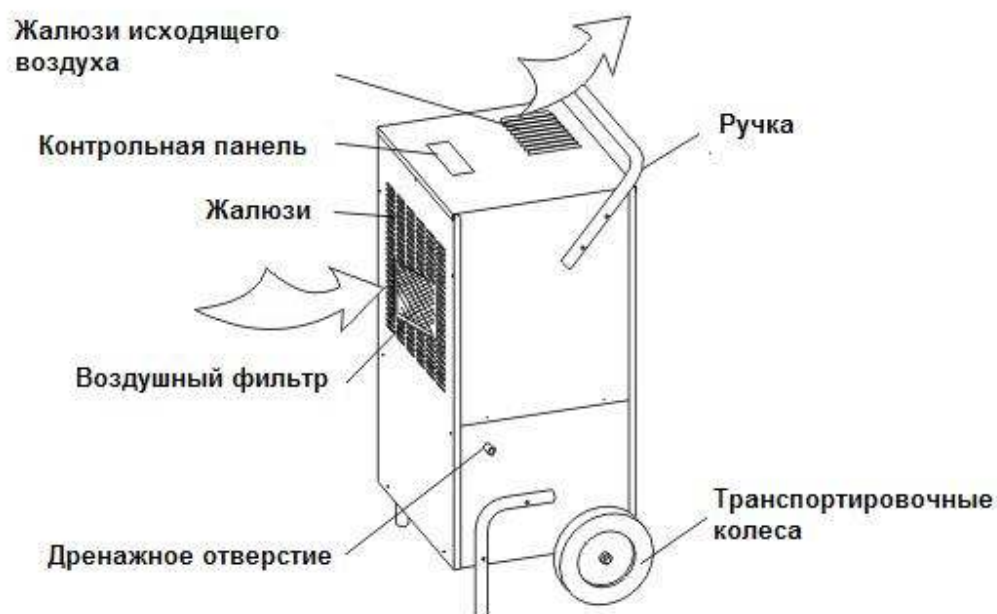 Жалюзи исходящего
воздуха
Контрольная панель
Ручка
Жалюзи
Воздушный фильтр
Транспортировочные
колеса
Дренажное отверстие